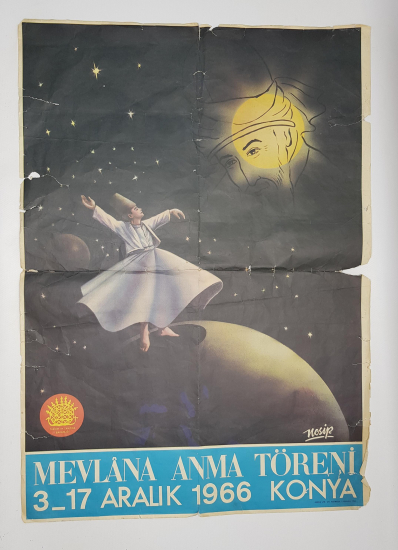 Nesip
MEVLÂNA ANMA TÖRENİ
3_17 ARALIK 1966 KONYA